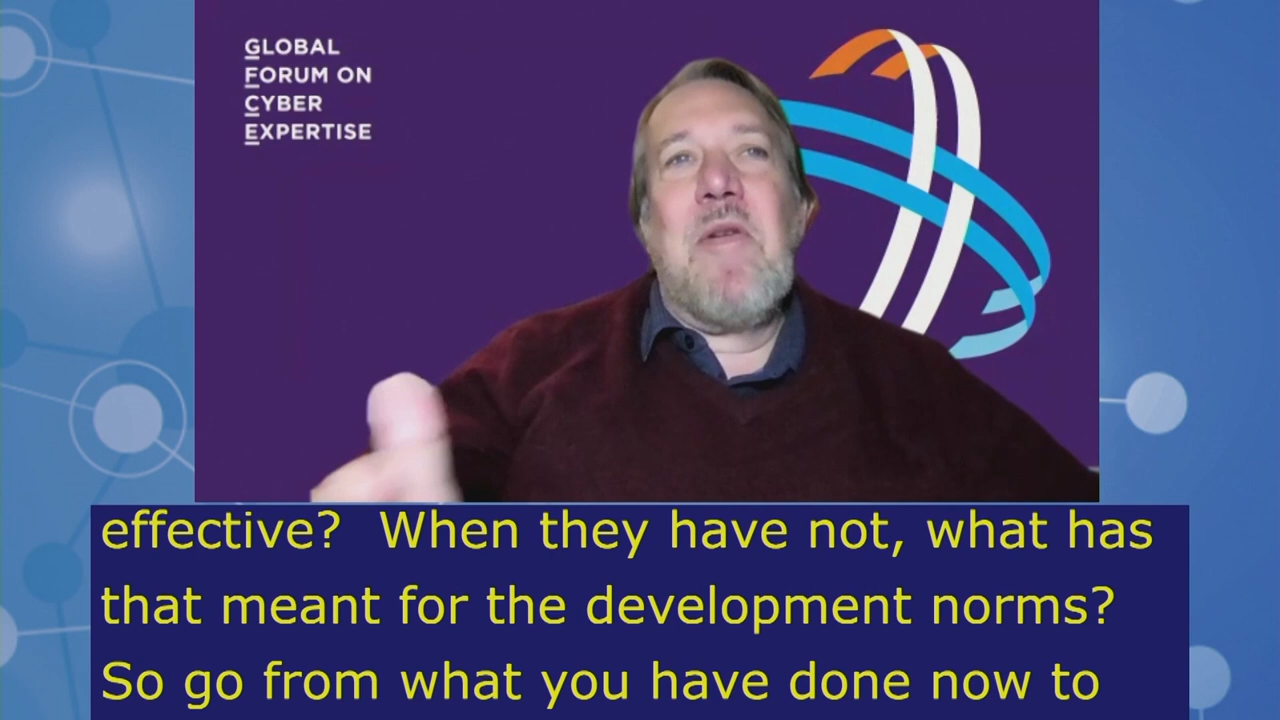 GLOBAL
FORUM ON
CYBER
EXPERTISE
effective?  When they have not, what has
that meant for the development norms?
So go from what you have done now to